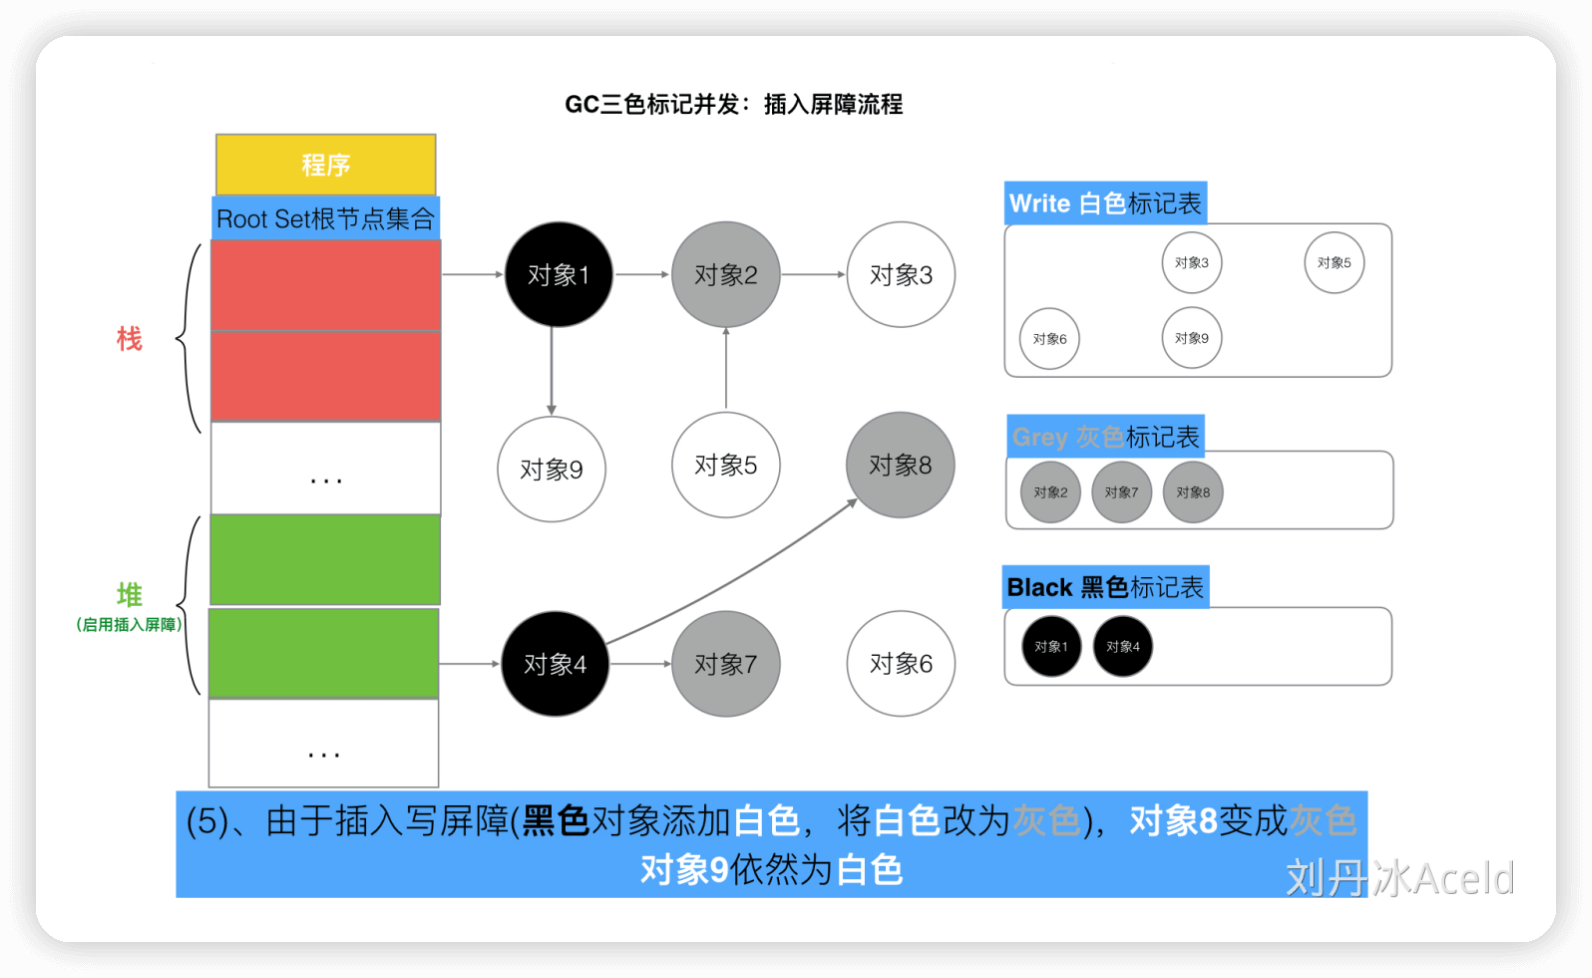 GC三色标记并发：插入屏障流程
程序
Root Set根节点集合
栈
...
堆
(启用插入屏障)
...
对象1
对象2
对象3
对象9
对象5
对象8
对象4
对象7
对象6
Write 白色标记表
对象3
对象5
对象6
对象9
Grey 灰色标记表
对象2
对象7
对象8
Black 黑色标记表
对象1
对象4
(5)、由于插入写屏障(黑色对象添加白色，将白色改为灰色)，对象8变成灰色
对象9依然为白色
刘丹冰Aceld